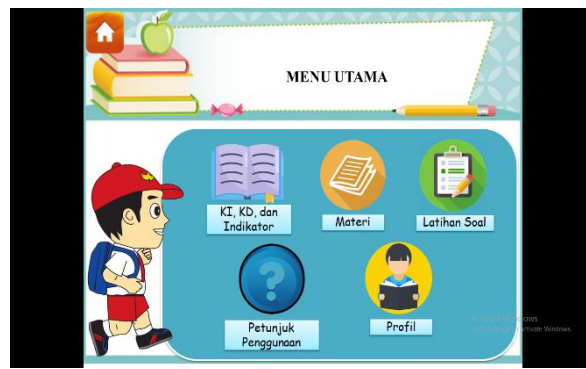 MENU UTAMA
KI, KD, dan
Indikator
Materi
Latihan Soal
Petunjuk
Penggunaan
Profil